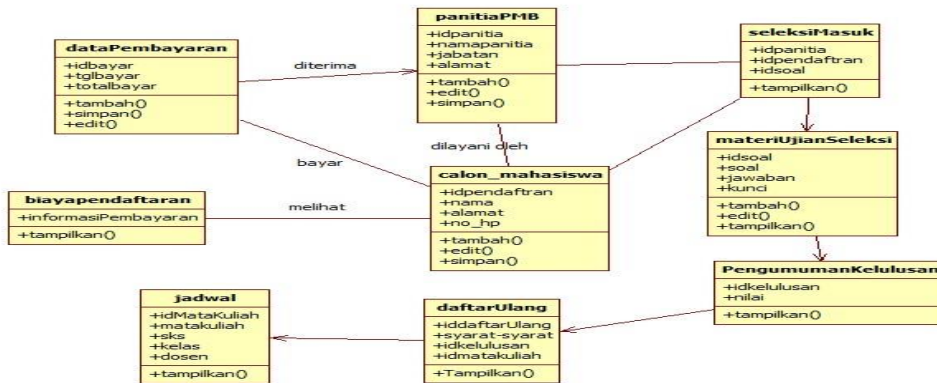 dataPembayaran
+idbayar
+tglbayar
+totalbayar
+tambah()
+simpan()
+edit()
diterima
panitiaPMB
+idpanitia
+namapanitia
+jabatan
+alamat
+tambah()
+edit()
+simpan()
seleksiMasuk
+idpanitia
+idpendaftran
+idsoal
+tampilkan()
bayar
dilayani oleh
materiUjianSeleksi
+idsoal
+soal
+jawaban
+kunci
+tambah()
+edit()
+tampilkan()
biayapendaftaran
+informasiPembayaran
+tampilkan()
melihat
calon_mahasiswa
+idpendaftran
+nama
+alamat
+no_hp
+tambah()
+edit()
+simpan()
PengumumanKelulusan
+idkelulusan
+nilai
+tampilkan()
jadwal
+idMataKuliah
+matakuliah
+sks
+kelas
+dosen
+tampilkan()
daftarUlang
+iddaftarUlang
+syarat-syarat
+idkelulusan
+idmatakuliah
+Tampilkan()